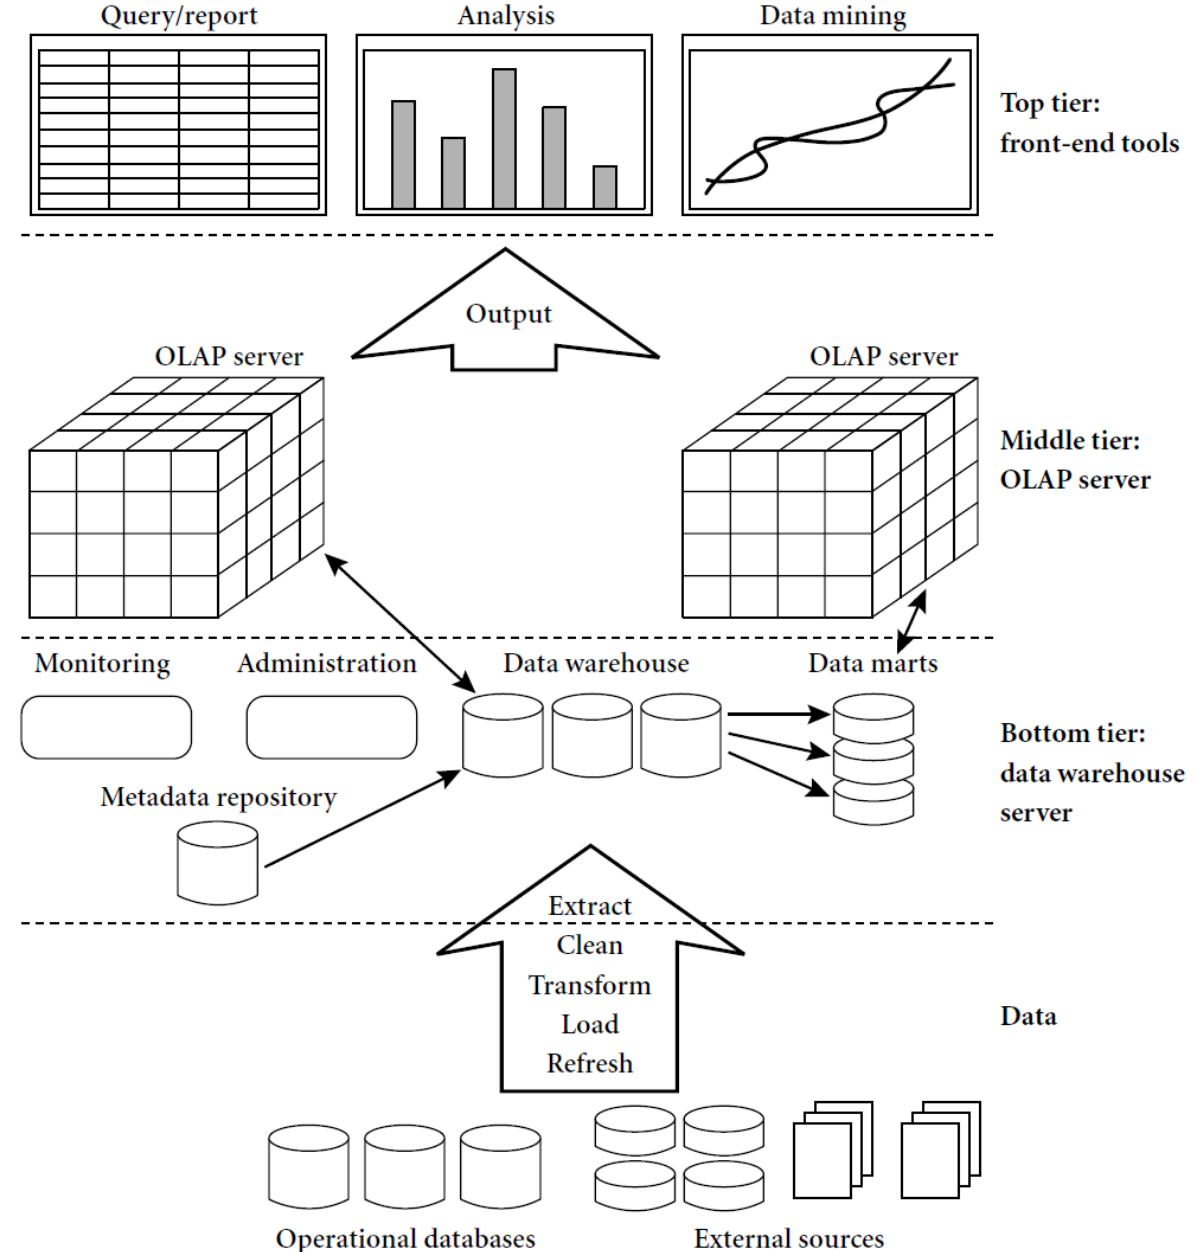 Query/report
Analysis
Data mining
Top tier:
front-end tools
Output
OLAP server
OLAP server
Middle tier:
OLAP server
Monitoring
Administration
Data warehouse
Data marts
Bottom tier:
data warehouse
server
Metadata repository
Extract
Clean
Transform
Load
Refresh
Data
Operational databases
External sources